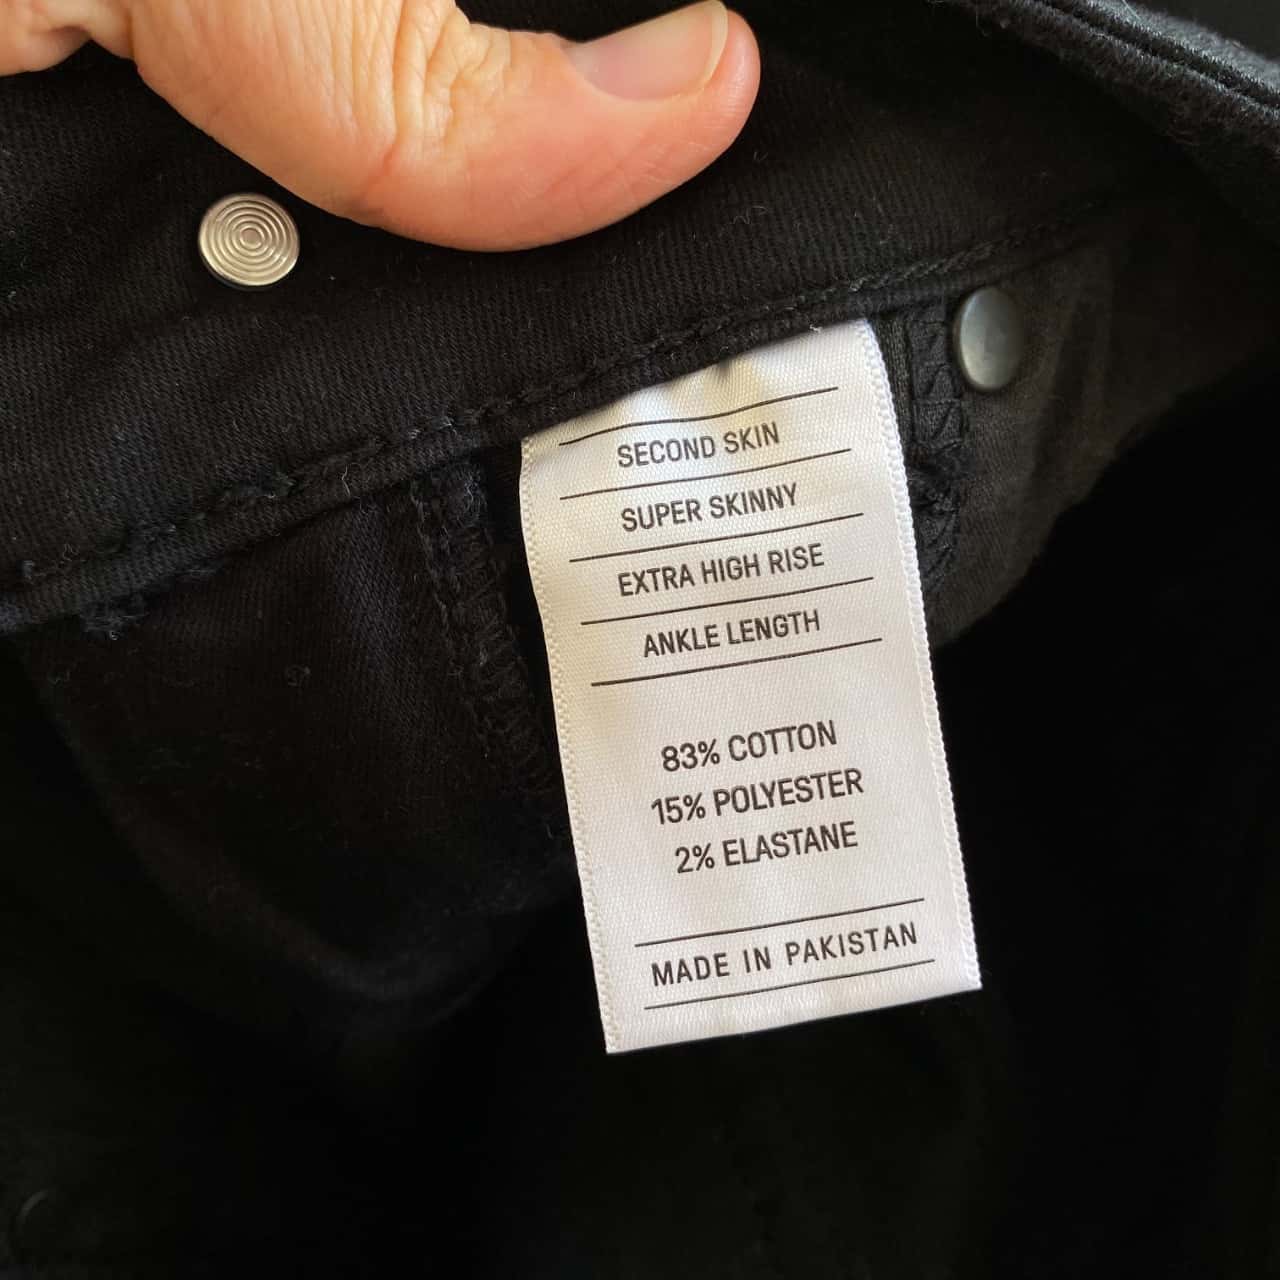 SECOND SKIN
SUPER SKINNY
EXTRA HIGH RISE
ANKLE LENGTH
83% COTTON
15% POLYESTER
2% ELASTANE
MADE IN PAKISTAN